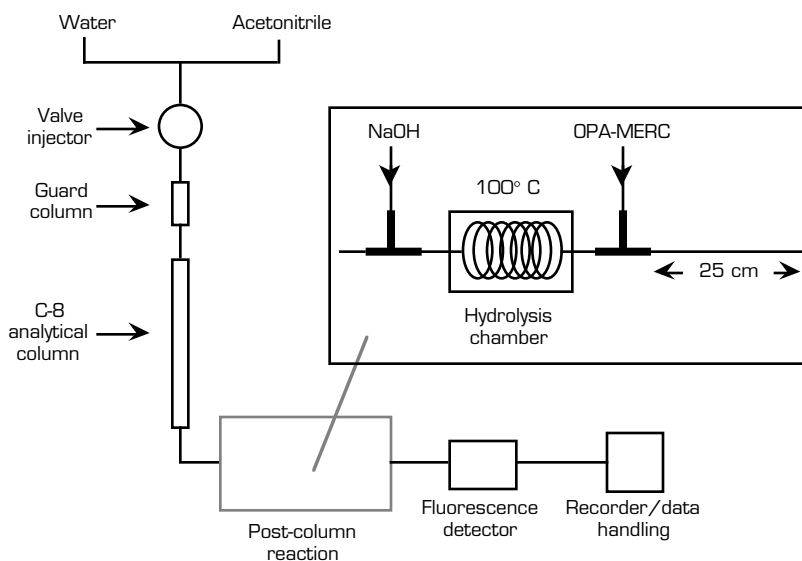 Water
Acetonitrile
Valve
injector
Guard
column
C-8
analytical
column
NaOH
OPA-MERC
100° C
25 cm
Hydrolysis
chamber
Post-column
reaction
Fluorescence
detector
Recorder/data
handling